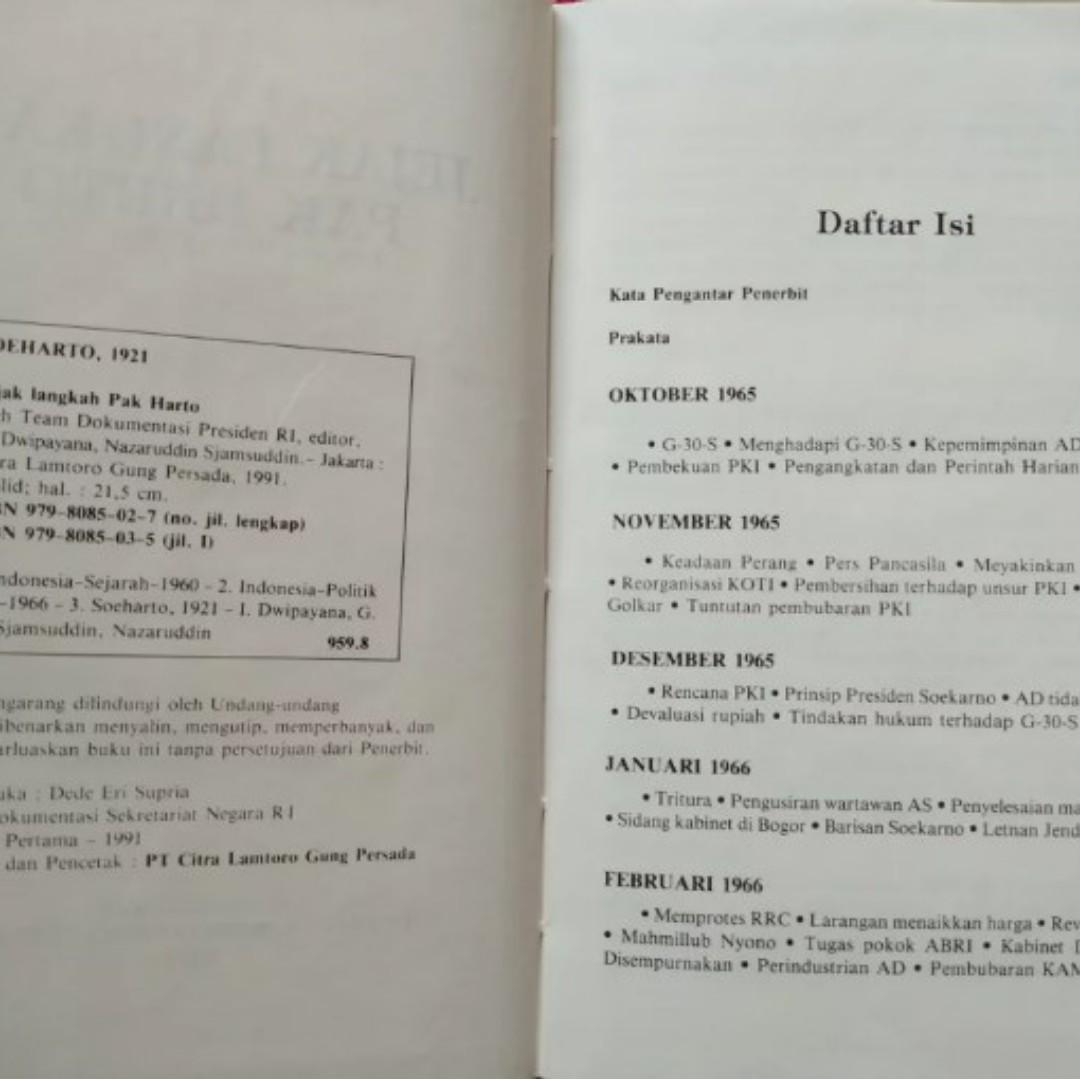 OEHARTO, 1921
jak langkah Pak Harto
h Team Dokumentasi Presiden RI, editor,
Dwipayana, Nazaruddin Sjamsuddin.- Jakarta :
ra Lamtoro Gung Persada, 1991.
lid; hal. : 21,5 cm.
N 979-8085-02-7 (no. jil. lengkap)
N 979-8085-03-5 (jil. I)
ndonesia-Sejarah-1960 - 2. Indonesia-Politik
-1966 - 3. Soeharto, 1921 - I. Dwipayana, G.
Sjamsuddin, Nazaruddin 959.8
ngarang dilindungi oleh Undang-undang
ibenarkan menyalin, mengutip, memperbanyak, dan
rluaskan buku ini tanpa persetujuan dari Penerbit.
uka : Dede Eri Supria
okumentasi Sekretariat Negara RI
Pertama - 1991
dan Pencetak : PT Citra Lamtoro Gung Persada
Daftar Isi
Kata Pengantar Penerbit
Prakata
OKTOBER 1965
• G-30-S • Menghadapi G-30-S • Kepemimpinan AD
• Pembekuan PKI • Pengangkatan dan Perintah Harian
NOVEMBER 1965
• Keadaan Perang • Pers Pancasila • Meyakinkan
• Reorganisasi KOTI • Pembersihan terhadap unsur PKI •
Golkar • Tuntutan pembubaran PKI
DESEMBER 1965
• Rencana PKI • Prinsip Presiden Soekarno • AD tida
• Devaluasi rupiah • Tindakan hukum terhadap G-30-S
JANUARI 1966
• Tritura • Pengusiran wartawan AS • Penyelesaian ma
• Sidang kabinet di Bogor • Barisan Soekarno • Letnan Jend
FEBRUARI 1966
• Memprotes RRC • Larangan menaikkan harga • Rev
• Mahmillub Nyono • Tugas pokok ABRI • Kabinet D
Disempurnakan • Perindustrian AD • Pembubaran KAM